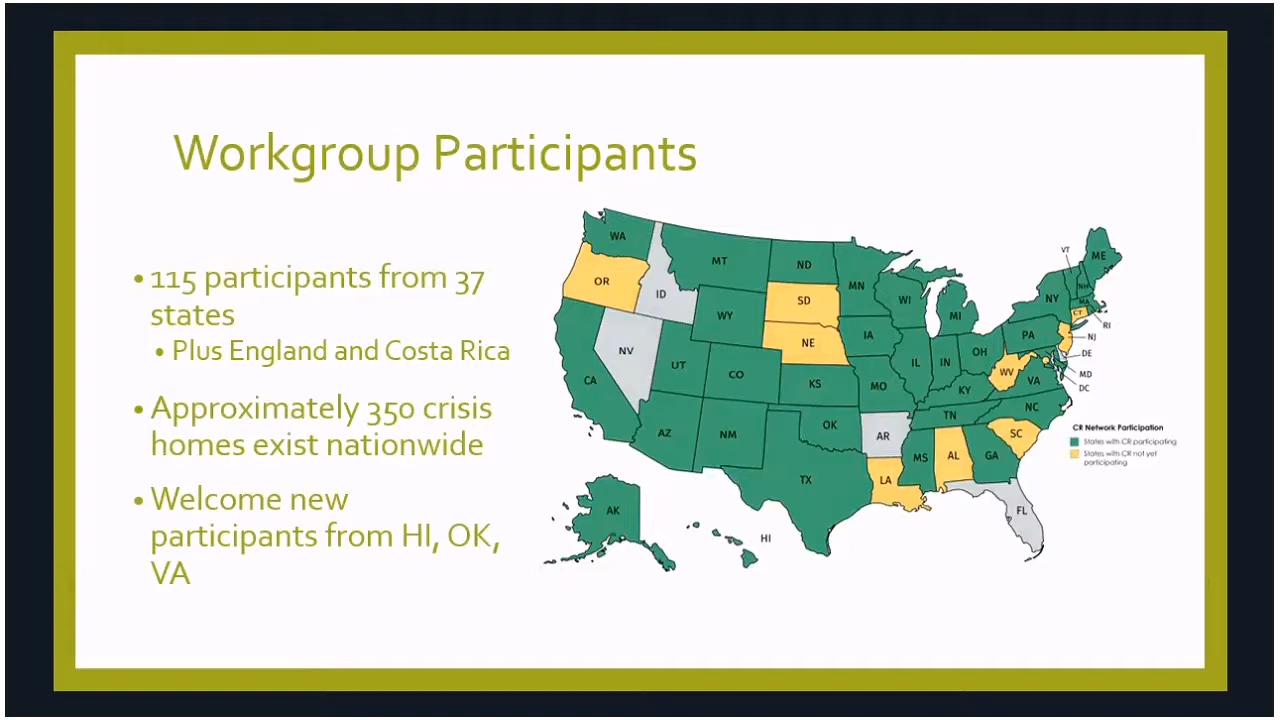 Workgroup Participants
• 115 participants from 37
states
• Plus England and Costa Rica
• Approximately 350 crisis
homes exist nationwide
• Welcome new
participants from HI, OK,
VA
WA
MT
ND
MN
VT
ME
OR
ID
SD
WI
NY
NH
MA
WY
MI
CT
RI
NV
NE
IA
PA
NJ
UT
CO
IL
IN
OH
DE
CA
KS
MO
WV
VA
MD
DC
KY
NC
AZ
NM
OK
AR
TN
SC
TX
LA
MS
AL
GA
AK
HI
FL
CR Network Participation
States with CR participating
States with CR not yet
participating